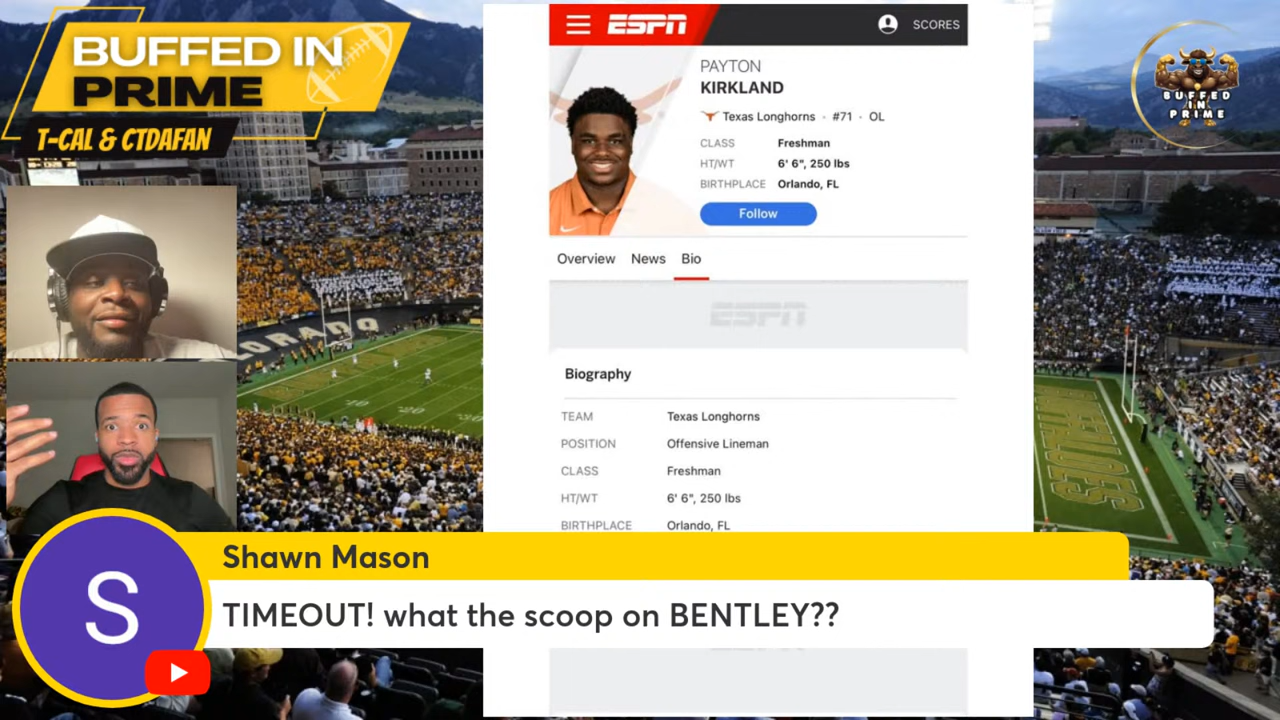 BUFFED IN
PRIME
T-CAL & CTDAFAN
ESPN
SCORES
BUFFED
IN
PRIME
PAYTON
KIRKLAND
Texas Longhorns · #71 · OL
CLASS Freshman
HT/WT 6' 6", 250 lbs
BIRTHPLACE Orlando, FL
Follow
Overview News Bio
ESPN
Biography
TEAM Texas Longhorns
POSITION Offensive Lineman
CLASS Freshman
HT/WT 6' 6", 250 lbs
BIRTHPLACE Orlando, FL
COLORADO
BUFFALOES
S
Shawn Mason
TIMEOUT! what the scoop on BENTLEY??